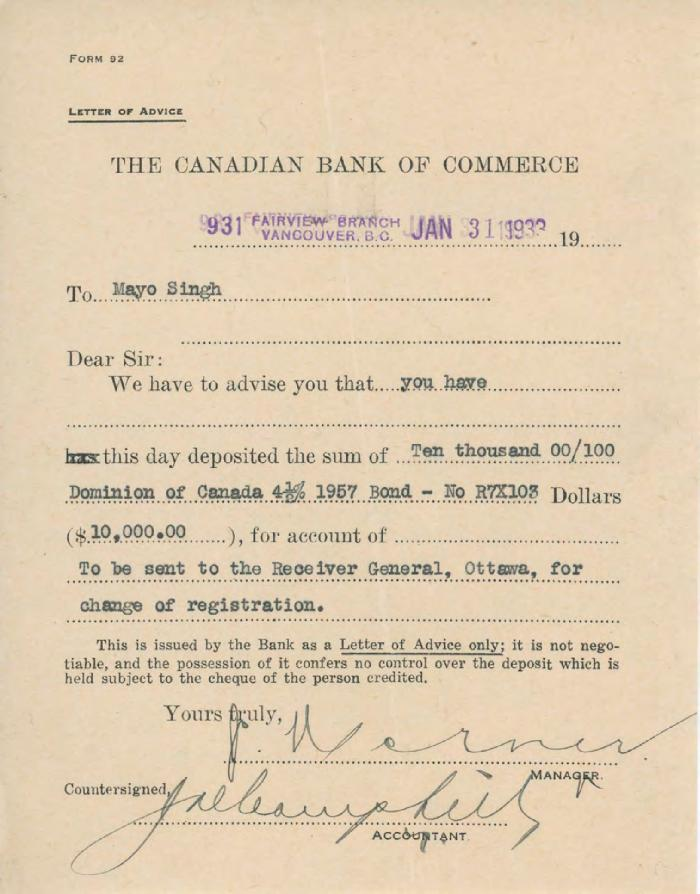 FORM 92
LETTER OF ADVICE
THE CANADIAN BANK OF COMMERCE
931 FAIRVIEW BRANCH JAN 31 1933 19
VANCOUVER, B.C.
To Mayo Singh
Dear Sir:
We have to advise you that you have
this day deposited the sum of Ten thousand 00/100
Dominion of Canada 4½% 1957 Bond - No R7X103 Dollars
($10,000.00), for account of
To be sent to the Receiver General, Ottawa, for
change of registration.
This is issued by the Bank as a Letter of Advice only; it is not nego-
tiable, and the possession of it confers no control over the deposit which is
held subject to the cheque of the person credited.
Yours truly,
MANAGER.
Countersigned,
ACCOUNTANT.